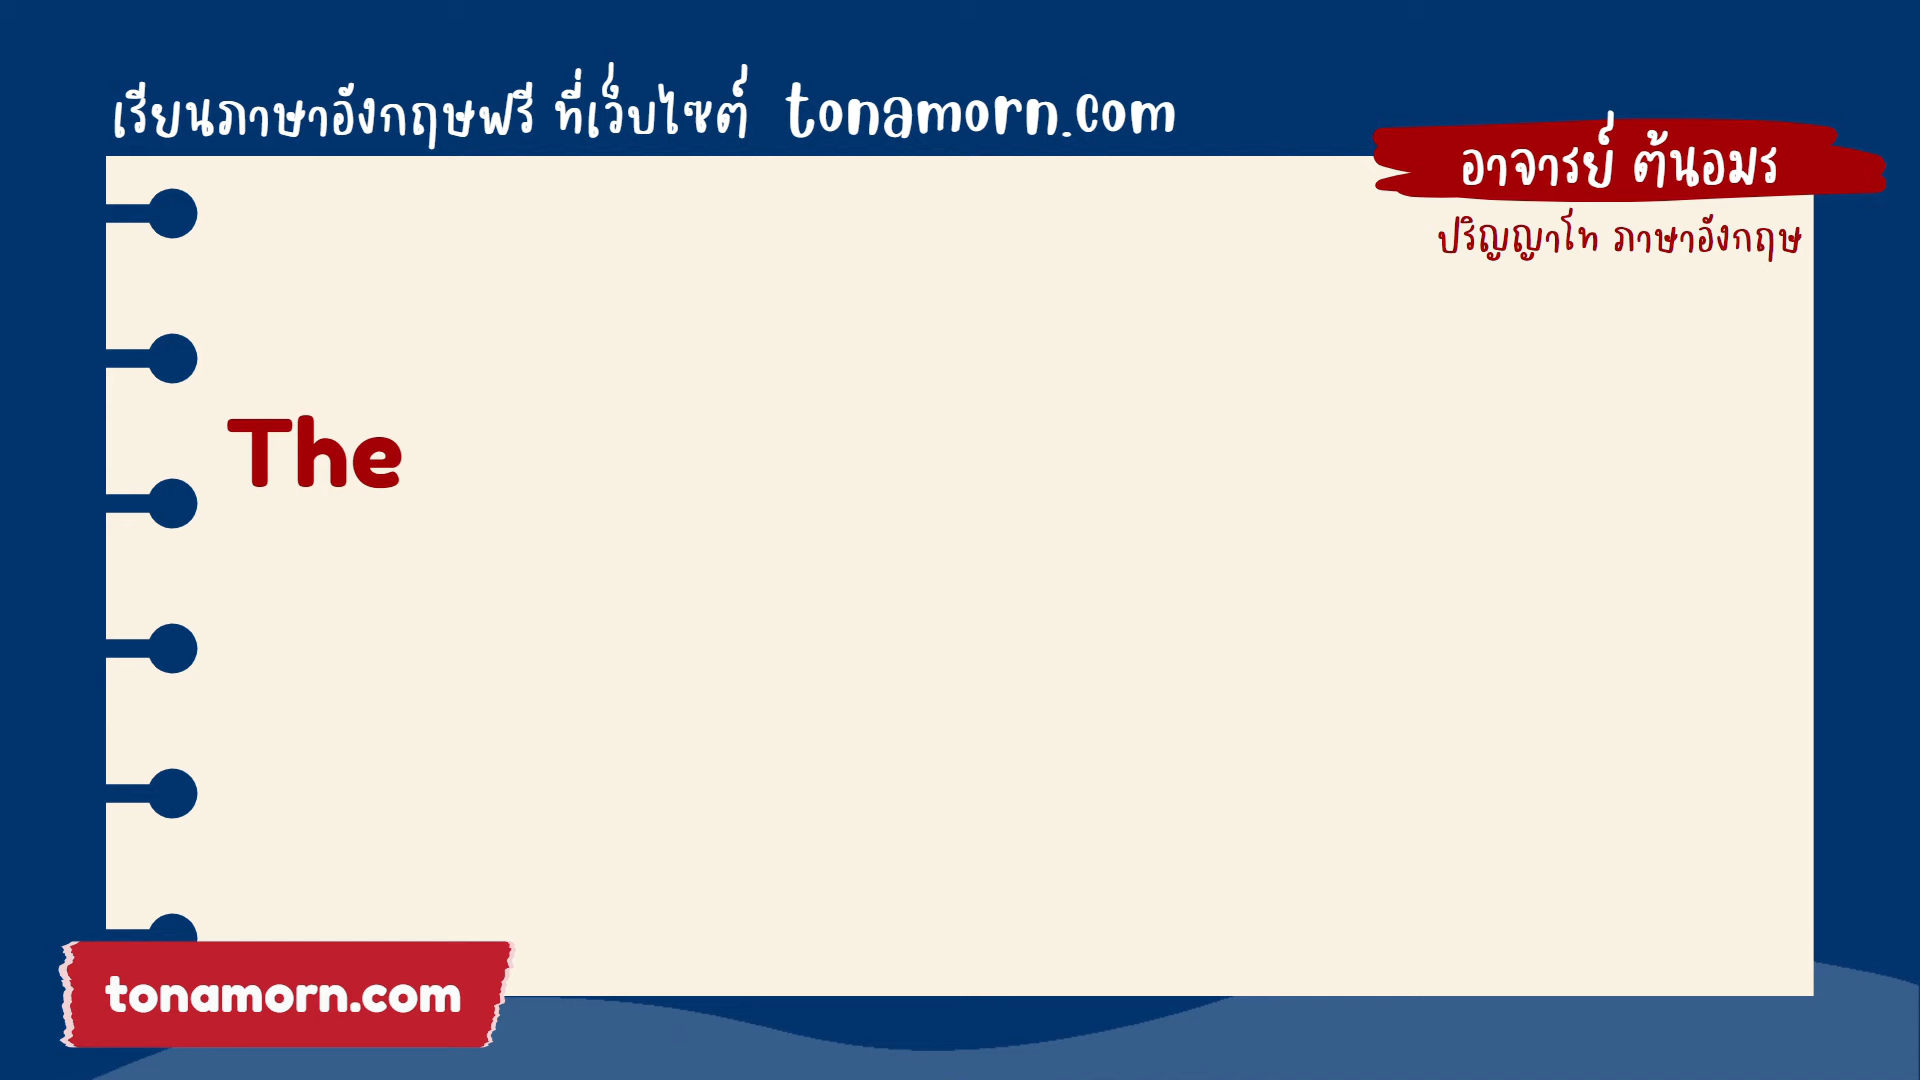 เรียนภาษาอังกฤษฟรี ที่เว็บไซต์ tonamorn.com
อาจารย์ ต้นอมร
ปริญญาโท ภาษาอังกฤษ
The
tonamorn.com